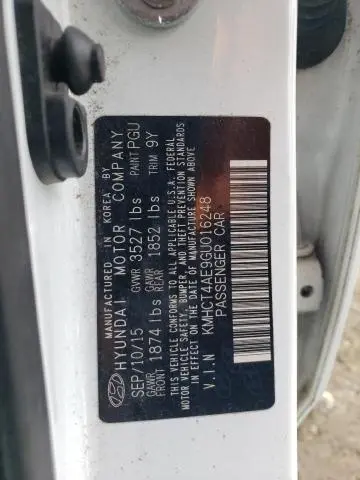 MANUFACTURED IN KOREA BY
HYUNDAI MOTOR COMPANY
SEP/10/15 GVWR 3527 lbs PAINT PGU
GAWR FRONT 1874 lbs GAWR REAR 1852 lbs TRIM 9Y
THIS VEHICLE CONFORMS TO ALL APPLICABLE U.S.A. FEDERAL
MOTOR VEHICLE SAFETY, BUMPER, AND THEFT PREVENTION STANDARDS
IN EFFECT ON THE DATE OF MANUFACTURE SHOWN ABOVE
V.I.N KMHCT4AE9GU016248
PASSENGER CAR